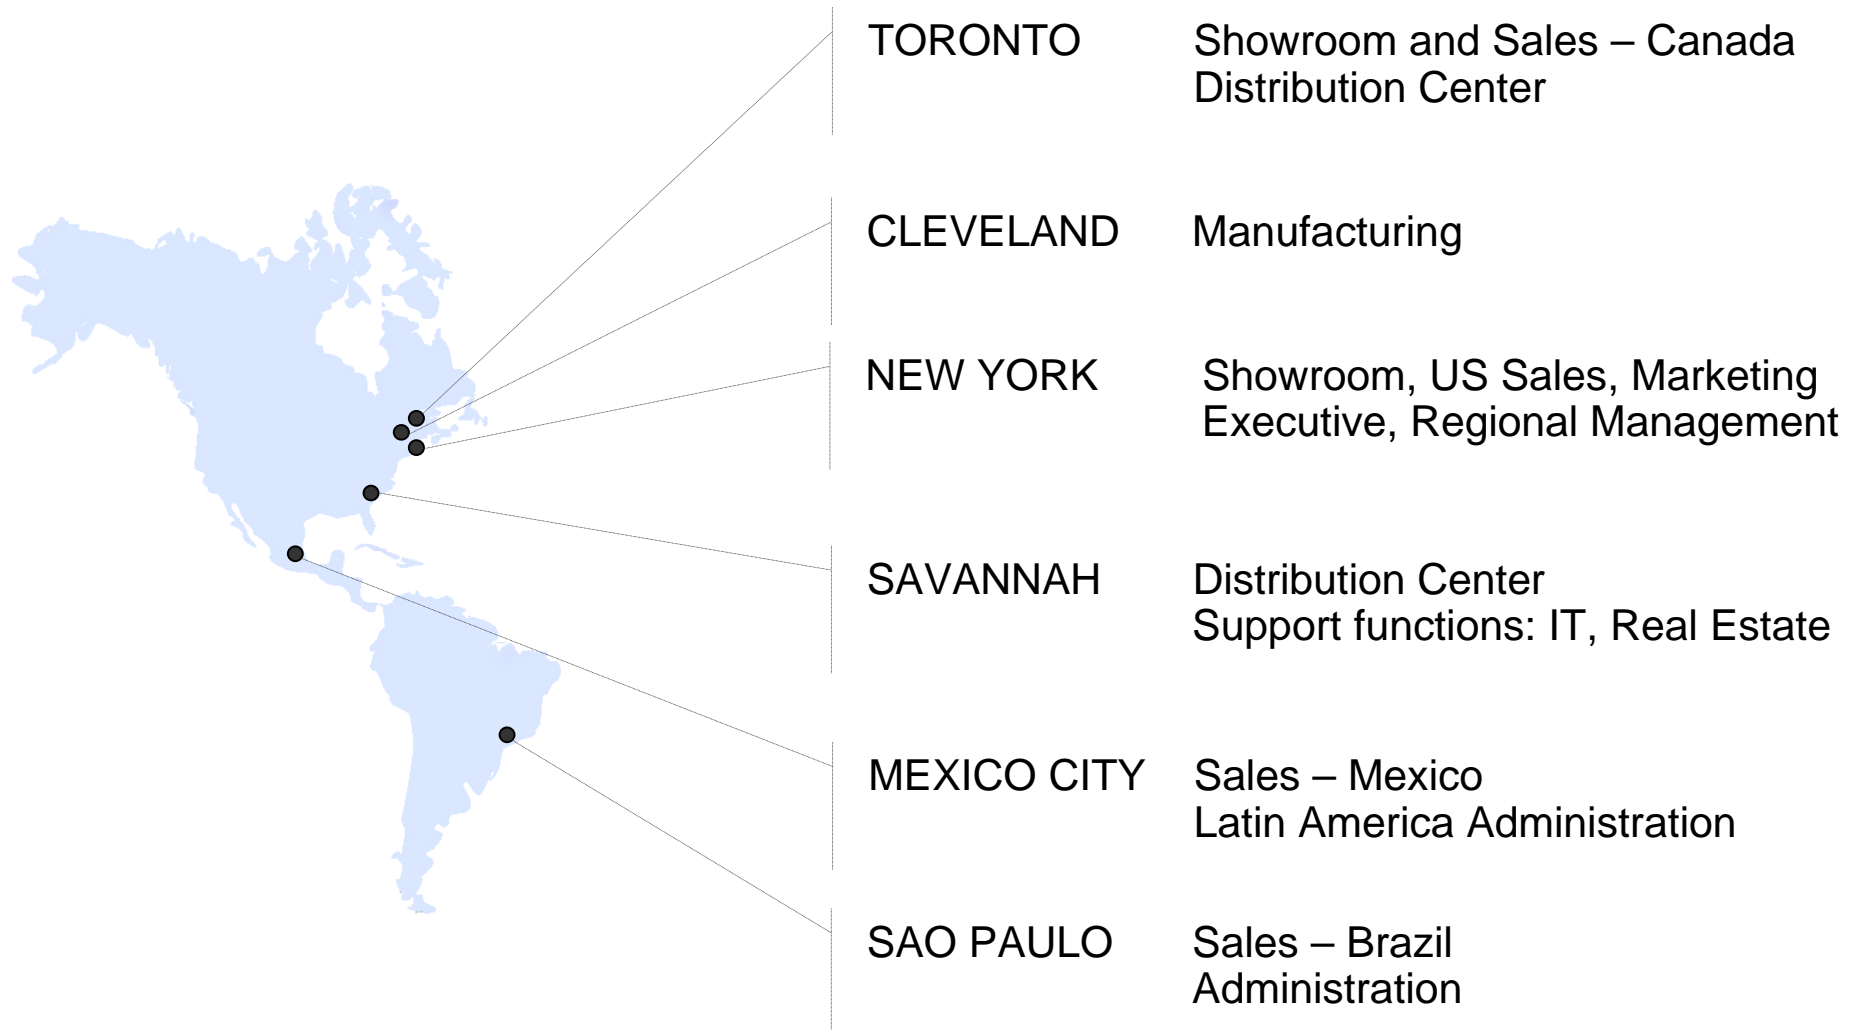 TORONTO Showroom and Sales – Canada
Distribution Center
CLEVELAND Manufacturing
NEW YORK Showroom, US Sales, Marketing
Executive, Regional Management
SAVANNAH Distribution Center
Support functions: IT, Real Estate
MEXICO CITY Sales – Mexico
Latin America Administration
SAO PAULO Sales – Brazil
Administration